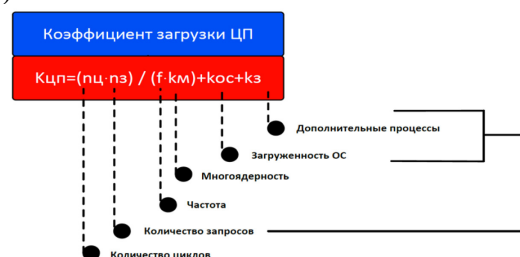 Коэффициент загрузки ЦП
Kцп=(nц·nз) / (f·kм)+kос+kз
Дополнительные процессы
Загруженность ОС
Многоядерность
Частота
Количество запросов
Количество циклов